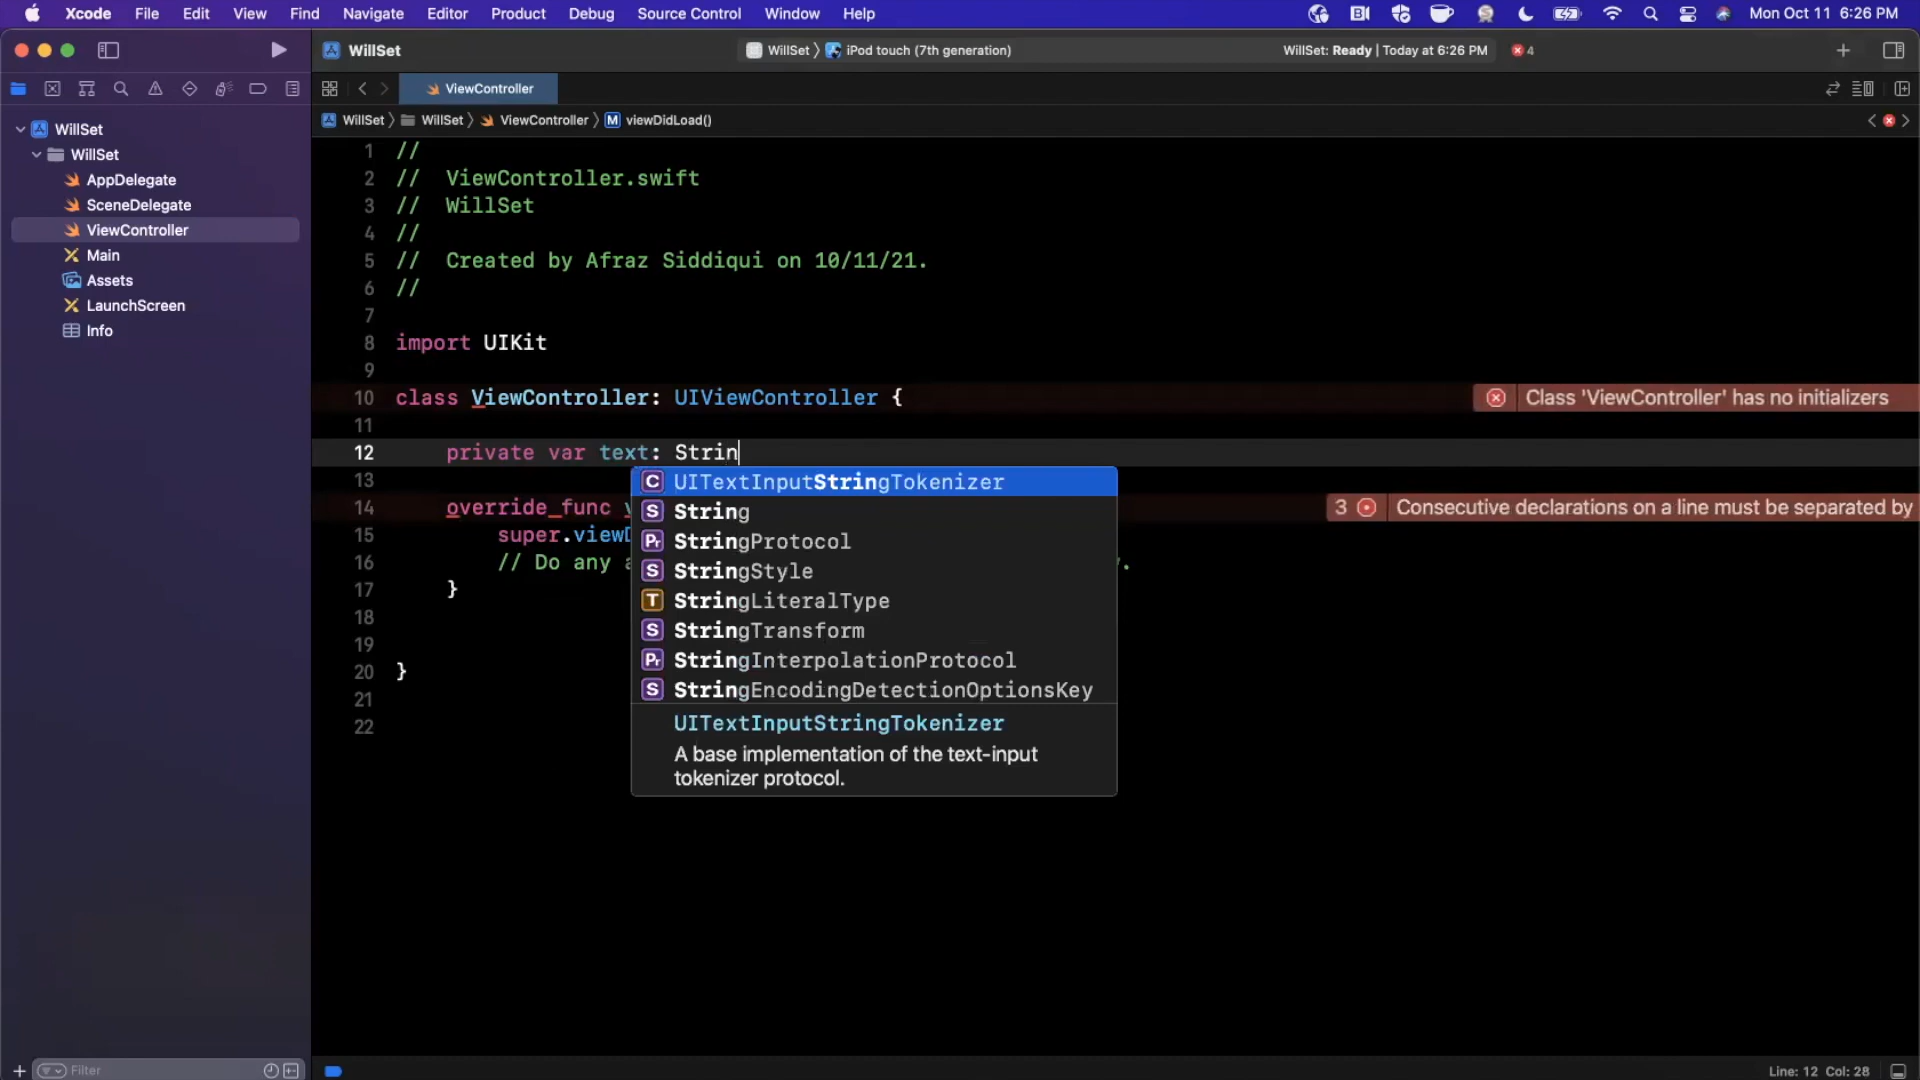 Xcode File Edit View Find Navigate Editor Product Debug Source Control Window Help Mon Oct 11 6:26 PM
WillSet WillSet iPod touch (7th generation) WillSet: Ready | Today at 6:26 PM 4
ViewController
WillSet WillSet ViewController M viewDidLoad()
WillSet
WillSet
AppDelegate
SceneDelegate
ViewController
Main
Assets
LaunchScreen
Info
1 //
2 // ViewController.swift
3 // WillSet
4 //
5 // Created by Afraz Siddiqui on 10/11/21.
6 //
7
8 import UIKit
9
10 class ViewController: UIViewController { Class 'ViewController' has no initializers
11
12 private var text: Strin
13
14 override func v 3 Consecutive declarations on a line must be separated by
15 super.viewD
16 // Do any a .
17 }
18
19
20 }
21
22
C UITextInputStringTokenizer
S String
Pr StringProtocol
S StringStyle
T StringLiteralType
S StringTransform
Pr StringInterpolationProtocol
S StringEncodingDetectionOptionsKey
UITextInputStringTokenizer
A base implementation of the text-input
tokenizer protocol.
Filter Line: 12 Col: 28